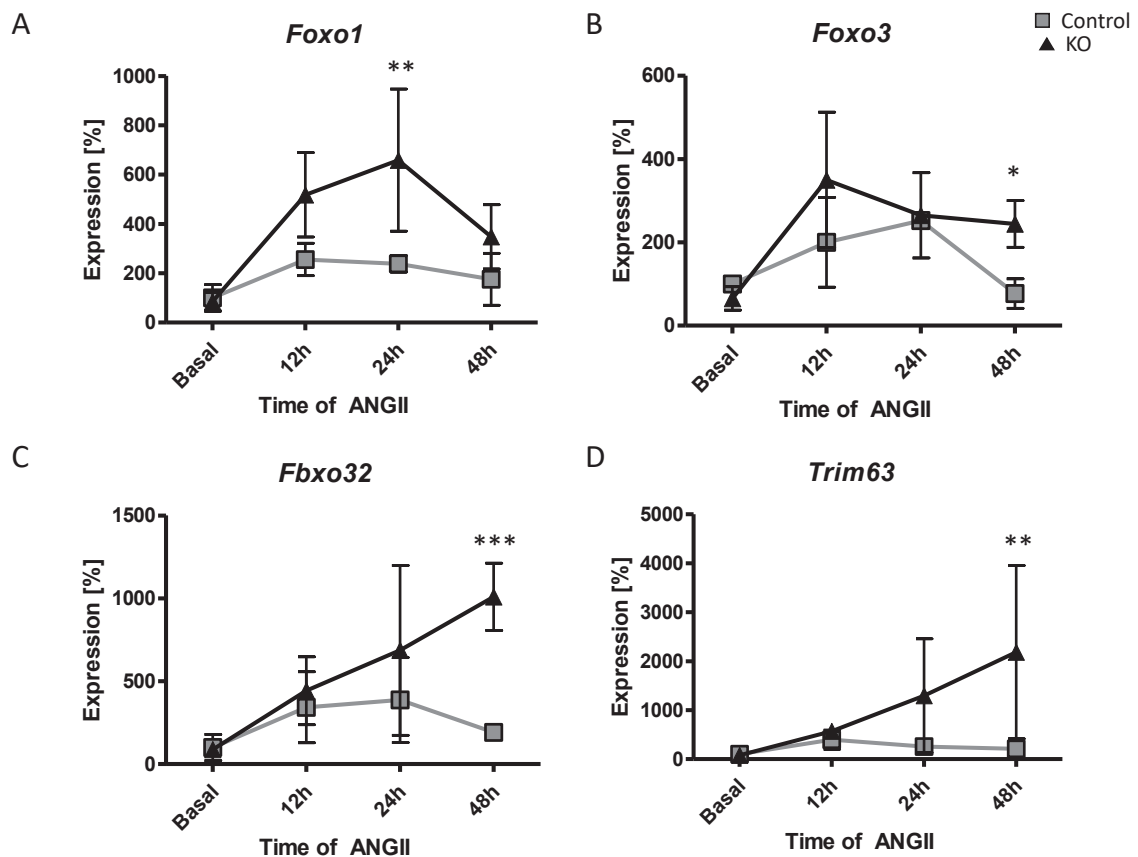 A
Foxo1
Expression [%]
1000
800
600
400
200
0
**
Basal
12h
24h
48h
Time of ANGII
B
Foxo3
Control
KO
Expression [%]
600
400
200
0
*
Basal
12h
24h
48h
Time of ANGII
C
Fbxo32
Expression [%]
1500
1000
500
0
***
Basal
12h
24h
48h
Time of ANGII
D
Trim63
Expression [%]
5000
4000
3000
2000
1000
0
**
Basal
12h
24h
48h
Time of ANGII